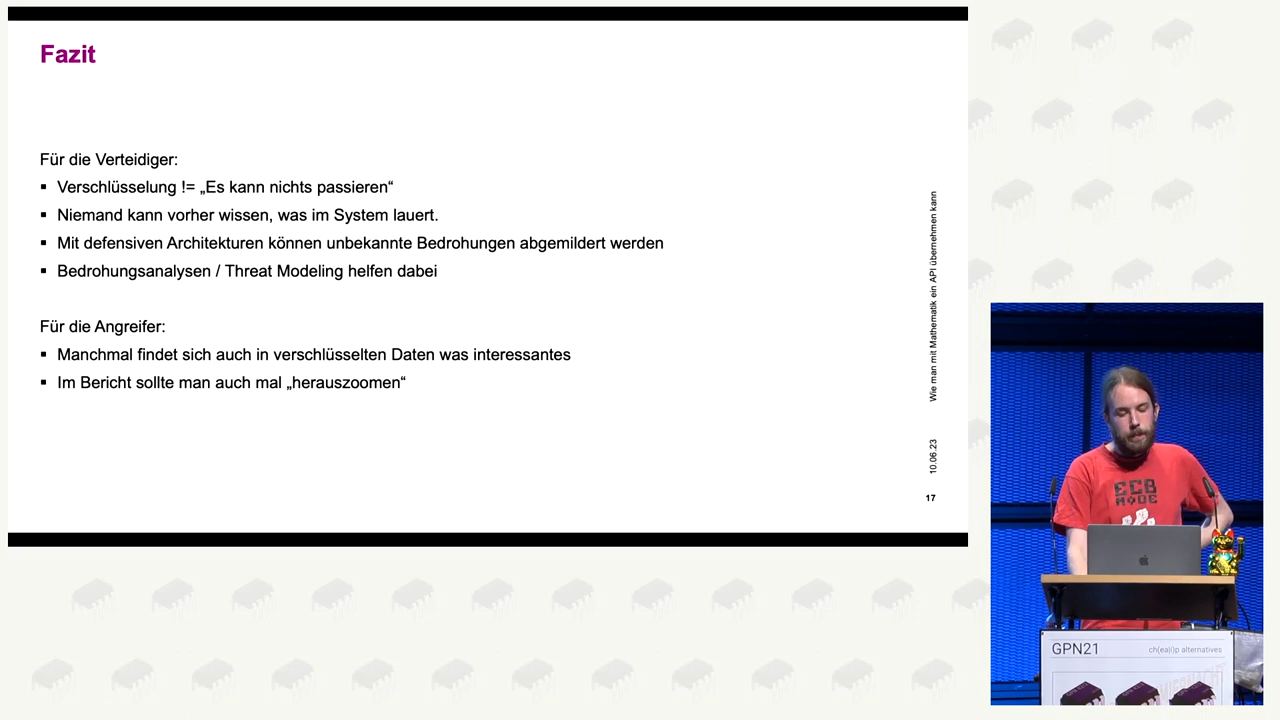 Fazit
Für die Verteidiger:
▪ Verschlüsselung != „Es kann nichts passieren“
▪ Niemand kann vorher wissen, was im System lauert.
▪ Mit defensiven Architekturen können unbekannte Bedrohungen abgemildert werden
▪ Bedrohungsanalysen / Threat Modeling helfen dabei
Für die Angreifer:
▪ Manchmal findet sich auch in verschlüsselten Daten was interessantes
▪ Im Bericht sollte man auch mal „herauszoomen“
Wie man mit Mathematik ein API übernehmen kann
10.06.23
17
ECB
MODE
GPN21
ch(ea|i)p alternatives